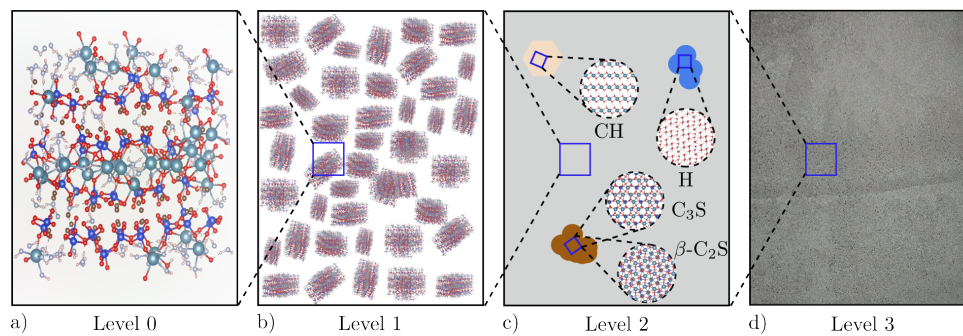 CH
H
C₃S
β-C₂S
a) Level 0
b) Level 1
c) Level 2
d) Level 3